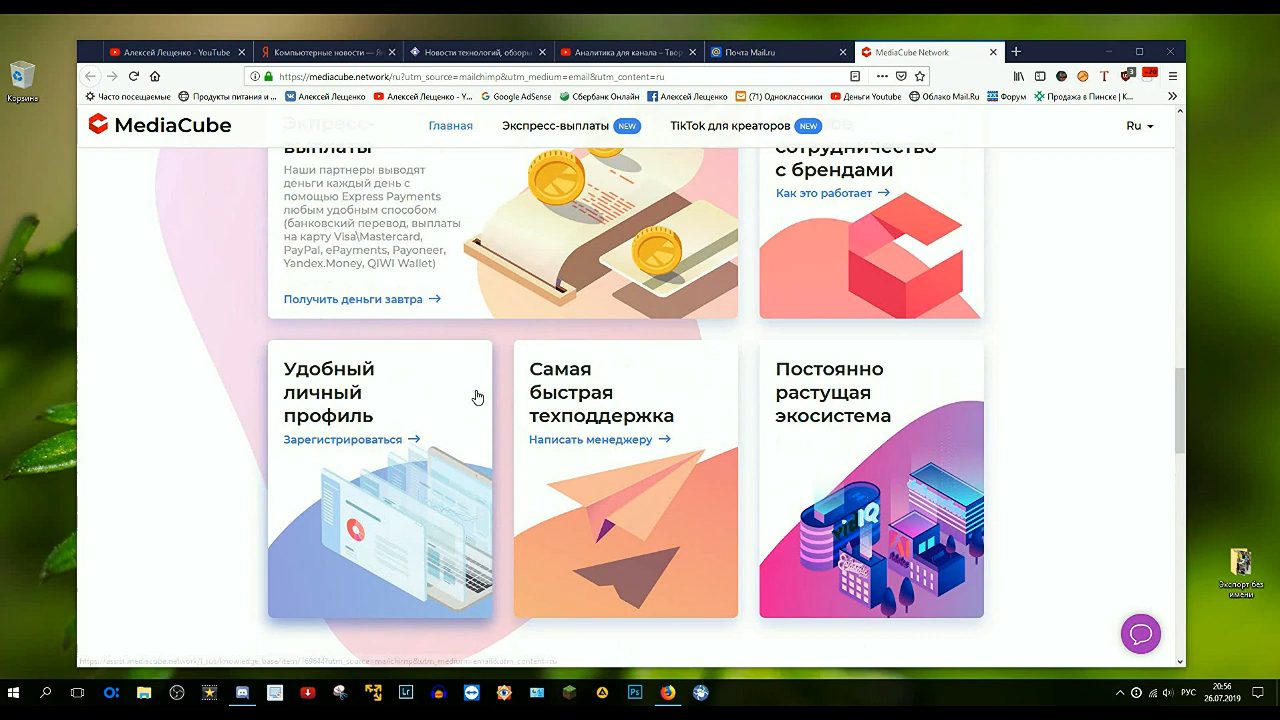 Корзина
Алексей Лещенко - YouTube
Компьютерные новости — Я
Новости технологий, обзоры
Аналитика для канала – Твор
Почта Mail.ru
MediaCube Network
https://mediacube.network/ru?utm_source=mailchimp&utm_medium=email&utm_content=ru
Часто посещаемые
Продукты питания и ...
Алексей Лещенко
Алексей Лещенко - Y...
Google AdSense
Сбербанк Онлайн
Алексей Лещенко
(71) Одноклассники
Деньги Youtube
Облако Mail.Ru
Форум
Продажа в Пинске | К...
MediaCube
Главная
Экспресс-выплаты NEW
TikTok для креаторов NEW
Ru
выплаты
Наши партнеры выводят
деньги каждый день с
помощью Express Payments
любым удобным способом
(банковский перевод, выплаты
на карту Visa\Mastercard,
PayPal, ePayments, Payoneer,
Yandex.Money, QIWI Wallet)
Получить деньги завтра
сотрудничество
с брендами
Как это работает
Удобный
личный
профиль
Зарегистрироваться
Самая
быстрая
техподдержка
Написать менеджеру
Постоянно
растущая
экосистема
Экспорт без
имени
РУС
20:56
26.07.2019